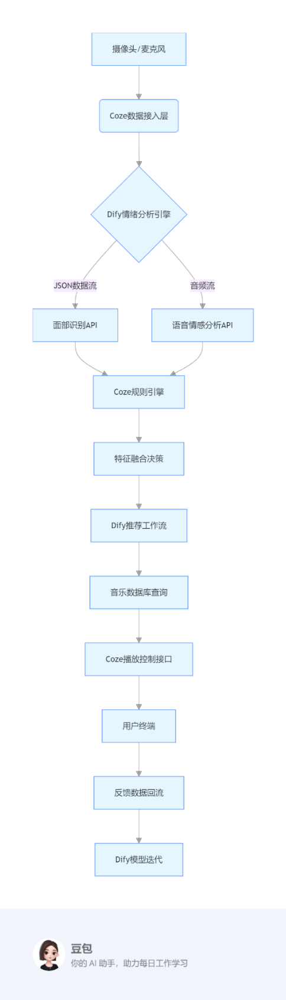 摄像头/麦克风
Coze数据接入层
Dify情绪分析引擎
JSON数据流
音频流
面部识别API
语音情感分析API
Coze规则引擎
特征融合决策
Dify推荐工作流
音乐数据库查询
Coze播放控制接口
用户终端
反馈数据回流
Dify模型迭代
豆包
你的 AI 助手，助力每日工作学习